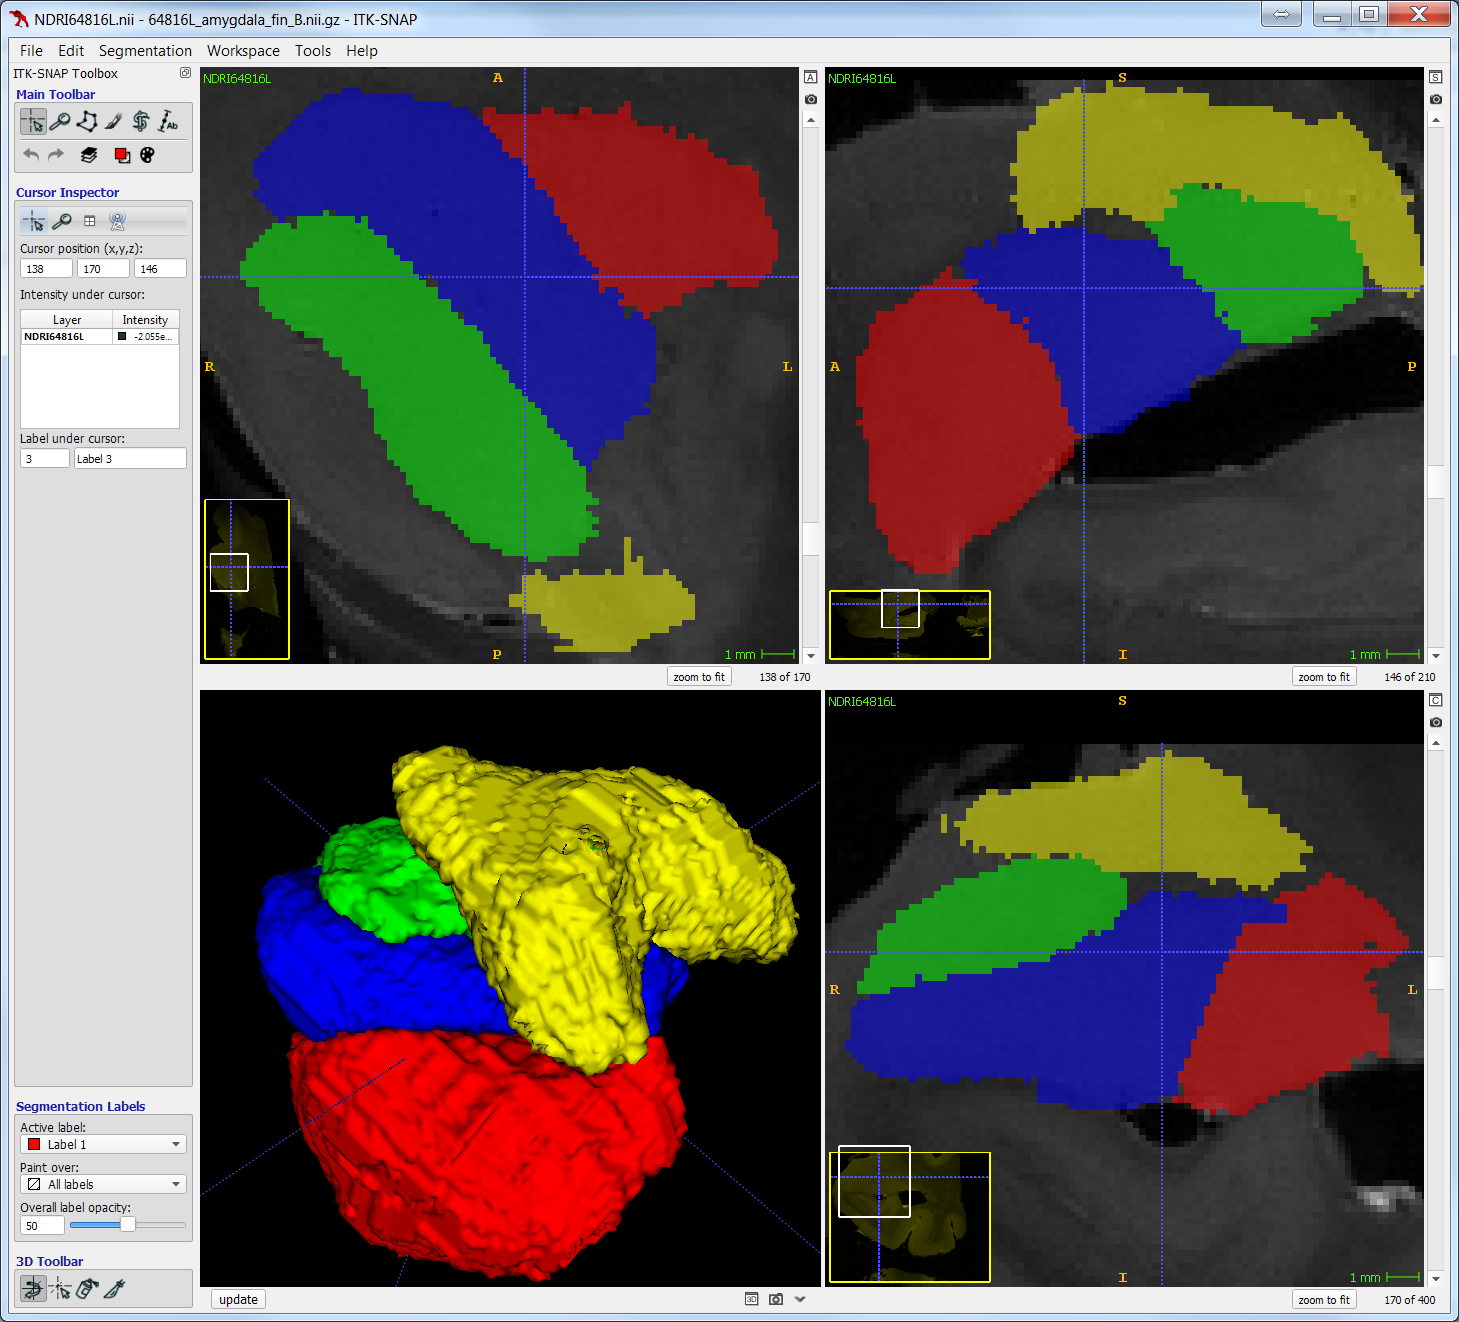 NDRI64816L.nii - 64816L_amygdala_fin_B.nii.gz - ITK-SNAP
File Edit Segmentation Workspace Tools Help
ITK-SNAP Toolbox
Main Toolbar
Ab
Cursor Inspector
Cursor position (x,y,z):
138 170 146
Intensity under cursor:
Layer Intensity
NDRI64816L -2.055e...
Label under cursor:
3 Label 3
Segmentation Labels
Active label:
Label 1
Paint over:
All labels
Overall label opacity:
50
3D Toolbar
NDRI64816L
A
A
R
L
P
1 mm
zoom to fit 138 of 170
NDRI64816L
S
S
A
P
I
1 mm
zoom to fit 146 of 210
update
3D
NDRI64816L
S
C
R
L
I
1 mm
zoom to fit 170 of 400